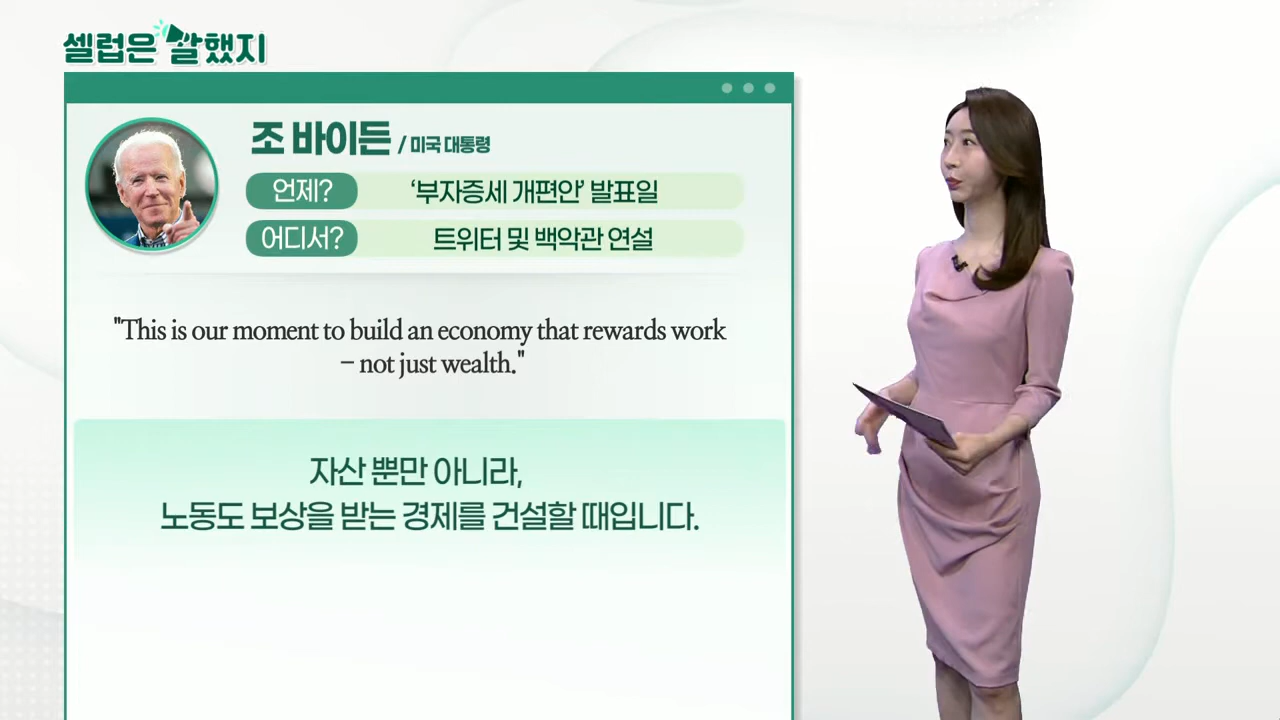 셀럽은 말했지
조 바이든 / 미국 대통령
언제? ‘부자증세 개편안’ 발표일
어디서? 트위터 및 백악관 연설
"This is our moment to build an economy that rewards work
– not just wealth."
자산 뿐만 아니라,
노동도 보상을 받는 경제를 건설할 때입니다.